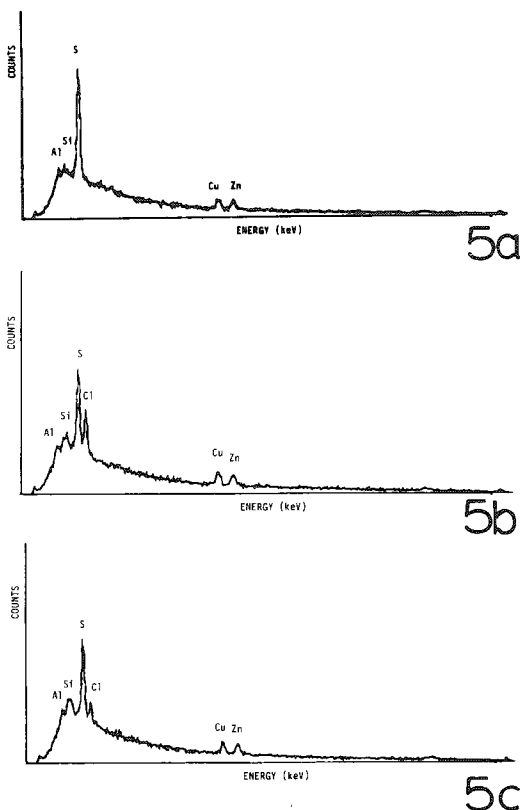 COUNTS
S
Si
Al
Cu Zn
ENERGY (keV)
5a
COUNTS
S
Cl
Si
Al
Cu Zn
ENERGY (keV)
5b
COUNTS
S
Si
Al
Cl
Cu Zn
ENERGY (keV)
5c